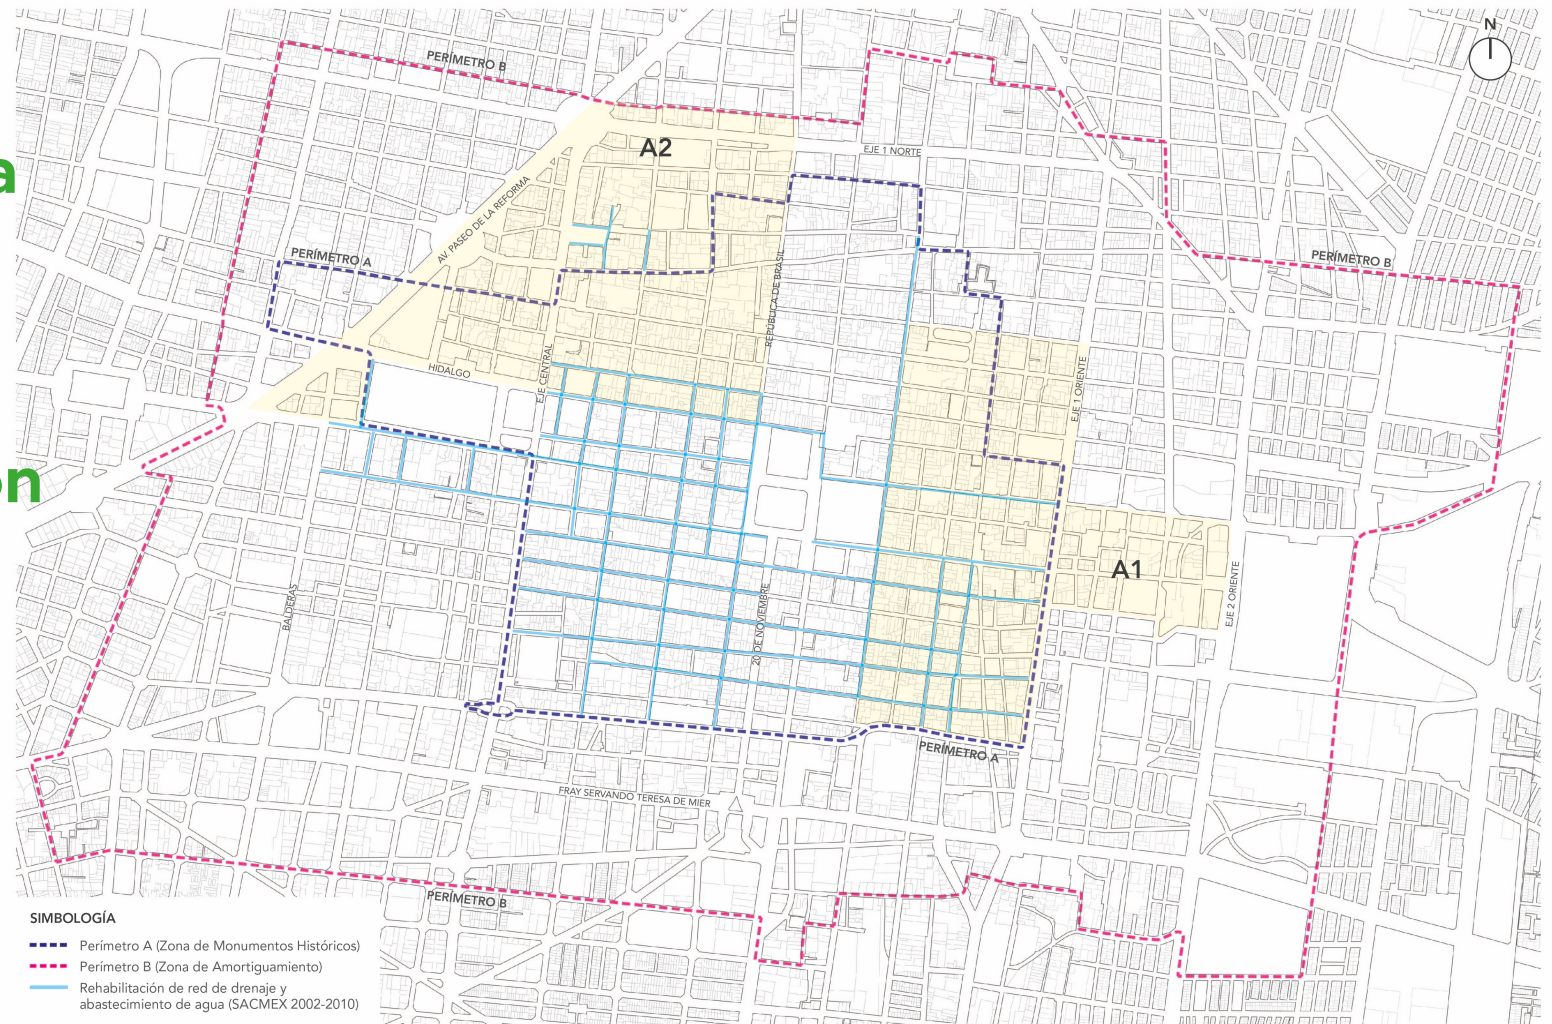 N
PERÍMETRO B
A2
EJE 1 NORTE
a
AV. PASEO DE LA REFORMA
PERÍMETRO A
PERÍMETRO B
REPÚBLICA DE BRASIL
HIDALGO
EJE CENTRAL
EJE 1 ORIENTE
ón
A1
BALDERAS
20 DE NOVIEMBRE
EJE 2 ORIENTE
PERÍMETRO A
FRAY SERVANDO TERESA DE MIER
PERÍMETRO B
SIMBOLOGÍA
Perímetro A (Zona de Monumentos Históricos)
Perímetro B (Zona de Amortiguamiento)
Rehabilitación de red de drenaje y
abastecimiento de agua (SACMEX 2002-2010)